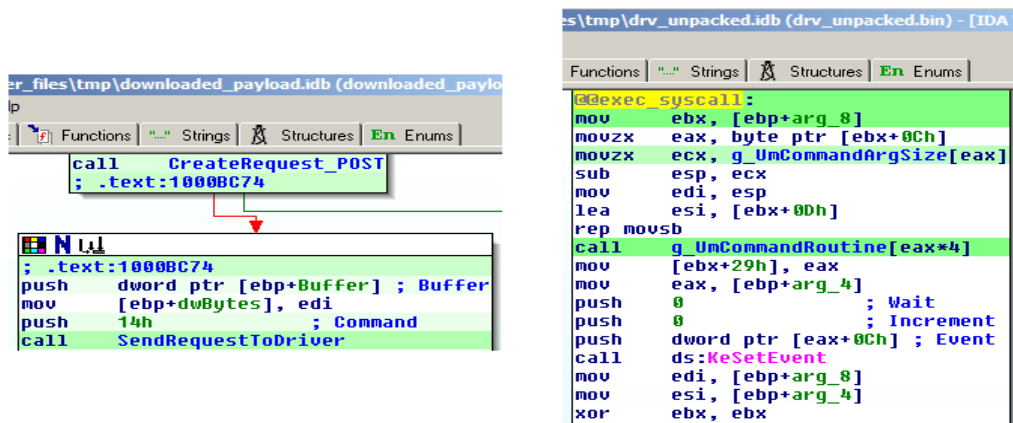 er_files\tmp\downloaded_payload.idb (downloaded_paylo
lp
Functions "..." Strings Structures En Enums
call CreateRequest_POST
; .text:1000BC74
N
; .text:1000BC74
push dword ptr [ebp+Buffer] ; Buffer
mov [ebp+dwBytes], edi
push 14h ; Command
call SendRequestToDriver
es\tmp\drv_unpacked.idb (drv_unpacked.bin) - [IDA
Functions "..." Strings Structures En Enums
@@exec_syscall:
mov ebx, [ebp+arg_8]
movzx eax, byte ptr [ebx+0Ch]
movzx ecx, g_UmCommandArgSize[eax]
sub esp, ecx
mov edi, esp
lea esi, [ebx+0Dh]
rep movsb
call g_UmCommandRoutine[eax*4]
mov [ebx+29h], eax
mov eax, [ebp+arg_4]
push 0 ; Wait
push 0 ; Increment
push dword ptr [eax+0Ch] ; Event
call ds:KeSetEvent
mov edi, [ebp+arg_8]
mov esi, [ebp+arg_4]
xor ebx, ebx